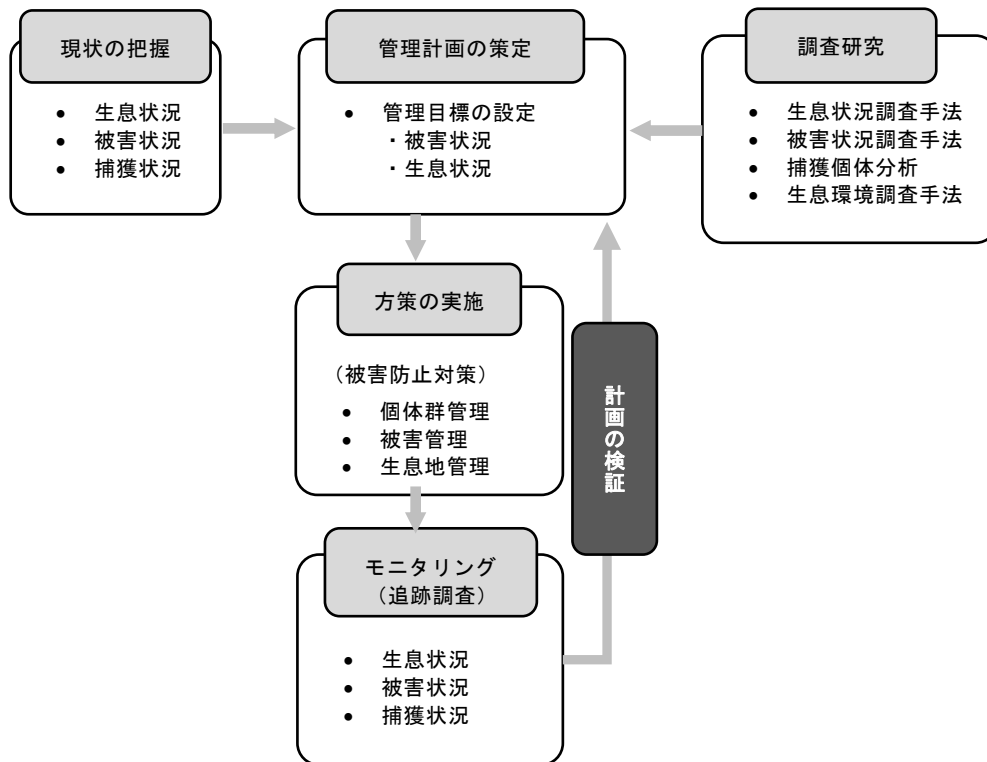 現状の把握
• 生息状況
• 被害状況
• 捕獲状況
管理計画の策定
• 管理目標の設定
・被害状況
・生息状況
調査研究
• 生息状況調査手法
• 被害状況調査手法
• 捕獲個体分析
• 生息環境調査手法
方策の実施
（被害防止対策）
• 個体群管理
• 被害管理
• 生息地管理
計画の検証
モニタリング
（追跡調査）
• 生息状況
• 被害状況
• 捕獲状況